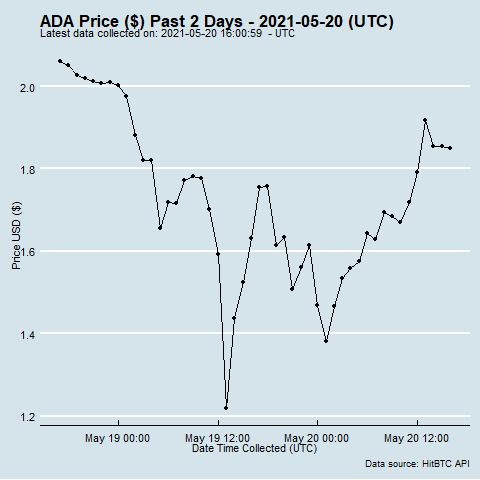 ADA Price ($) Past 2 Days - 2021-05-20 (UTC)
Latest data collected on: 2021-05-20 16:00:59 - UTC
Price USD ($)
2.0
1.8
1.6
1.4
1.2
May 19 00:00 May 19 12:00 May 20 00:00 May 20 12:00
Date Time Collected (UTC)
Data source: HitBTC API